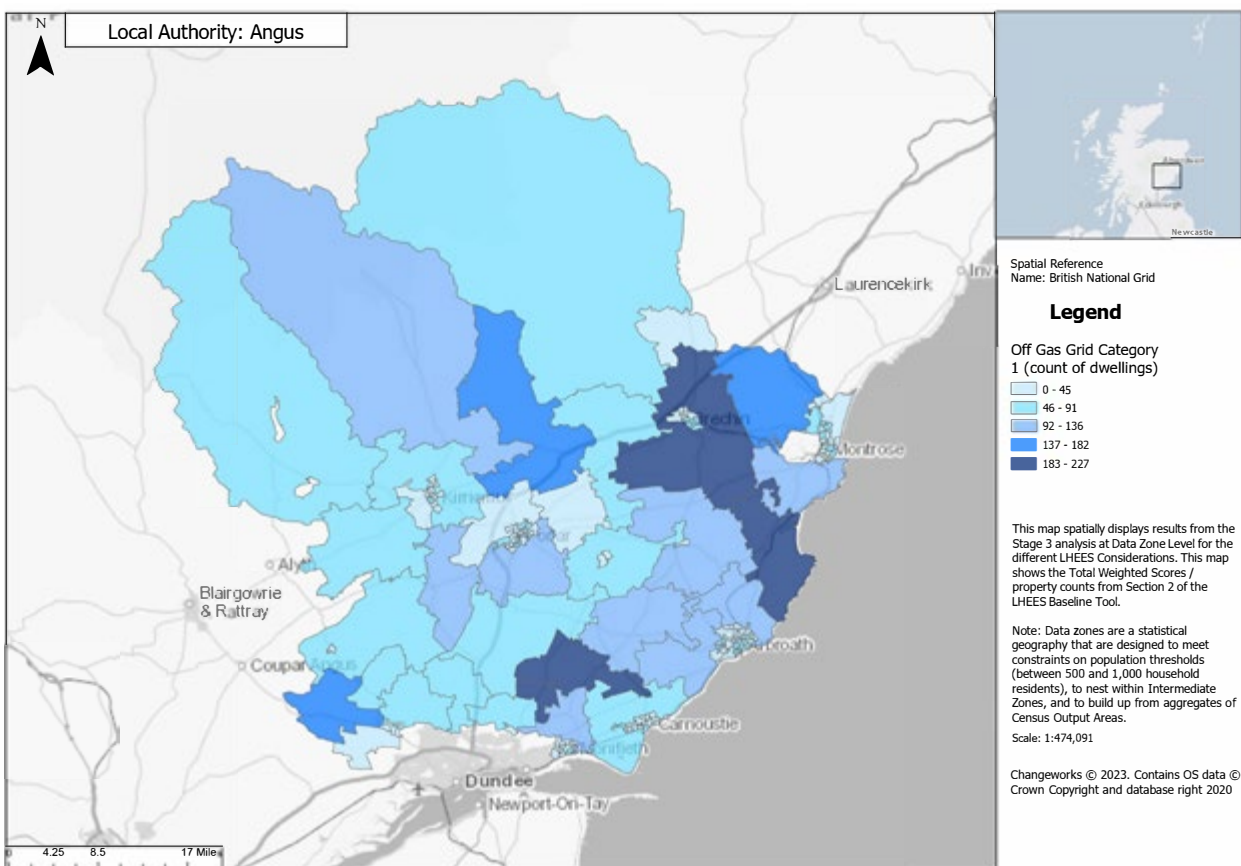 N
Local Authority: Angus
Laurencekirk
Inv
Brechin
Montrose
Alyth
Blairgowrie
& Rattray
Coupar Angus
Arbroath
Carnoustie
Dundee
Newport-On-Tay
4.25 8.5 17 Mile
Aberdeen
Edinburgh
Newcastle
Spatial Reference
Name: British National Grid
Legend
Off Gas Grid Category
1 (count of dwellings)
0 - 45
46 - 91
92 - 136
137 - 182
183 - 227
This map spatially displays results from the
Stage 3 analysis at Data Zone Level for the
different LHEES Considerations. This map
shows the Total Weighted Scores /
property counts from Section 2 of the
LHEES Baseline Tool.
Note: Data zones are a statistical
geography that are designed to meet
constraints on population thresholds
(between 500 and 1,000 household
residents), to nest within Intermediate
Zones, and to build up from aggregates of
Census Output Areas.
Scale: 1:474,091
Changeworks © 2023. Contains OS data ©
Crown Copyright and database right 2020